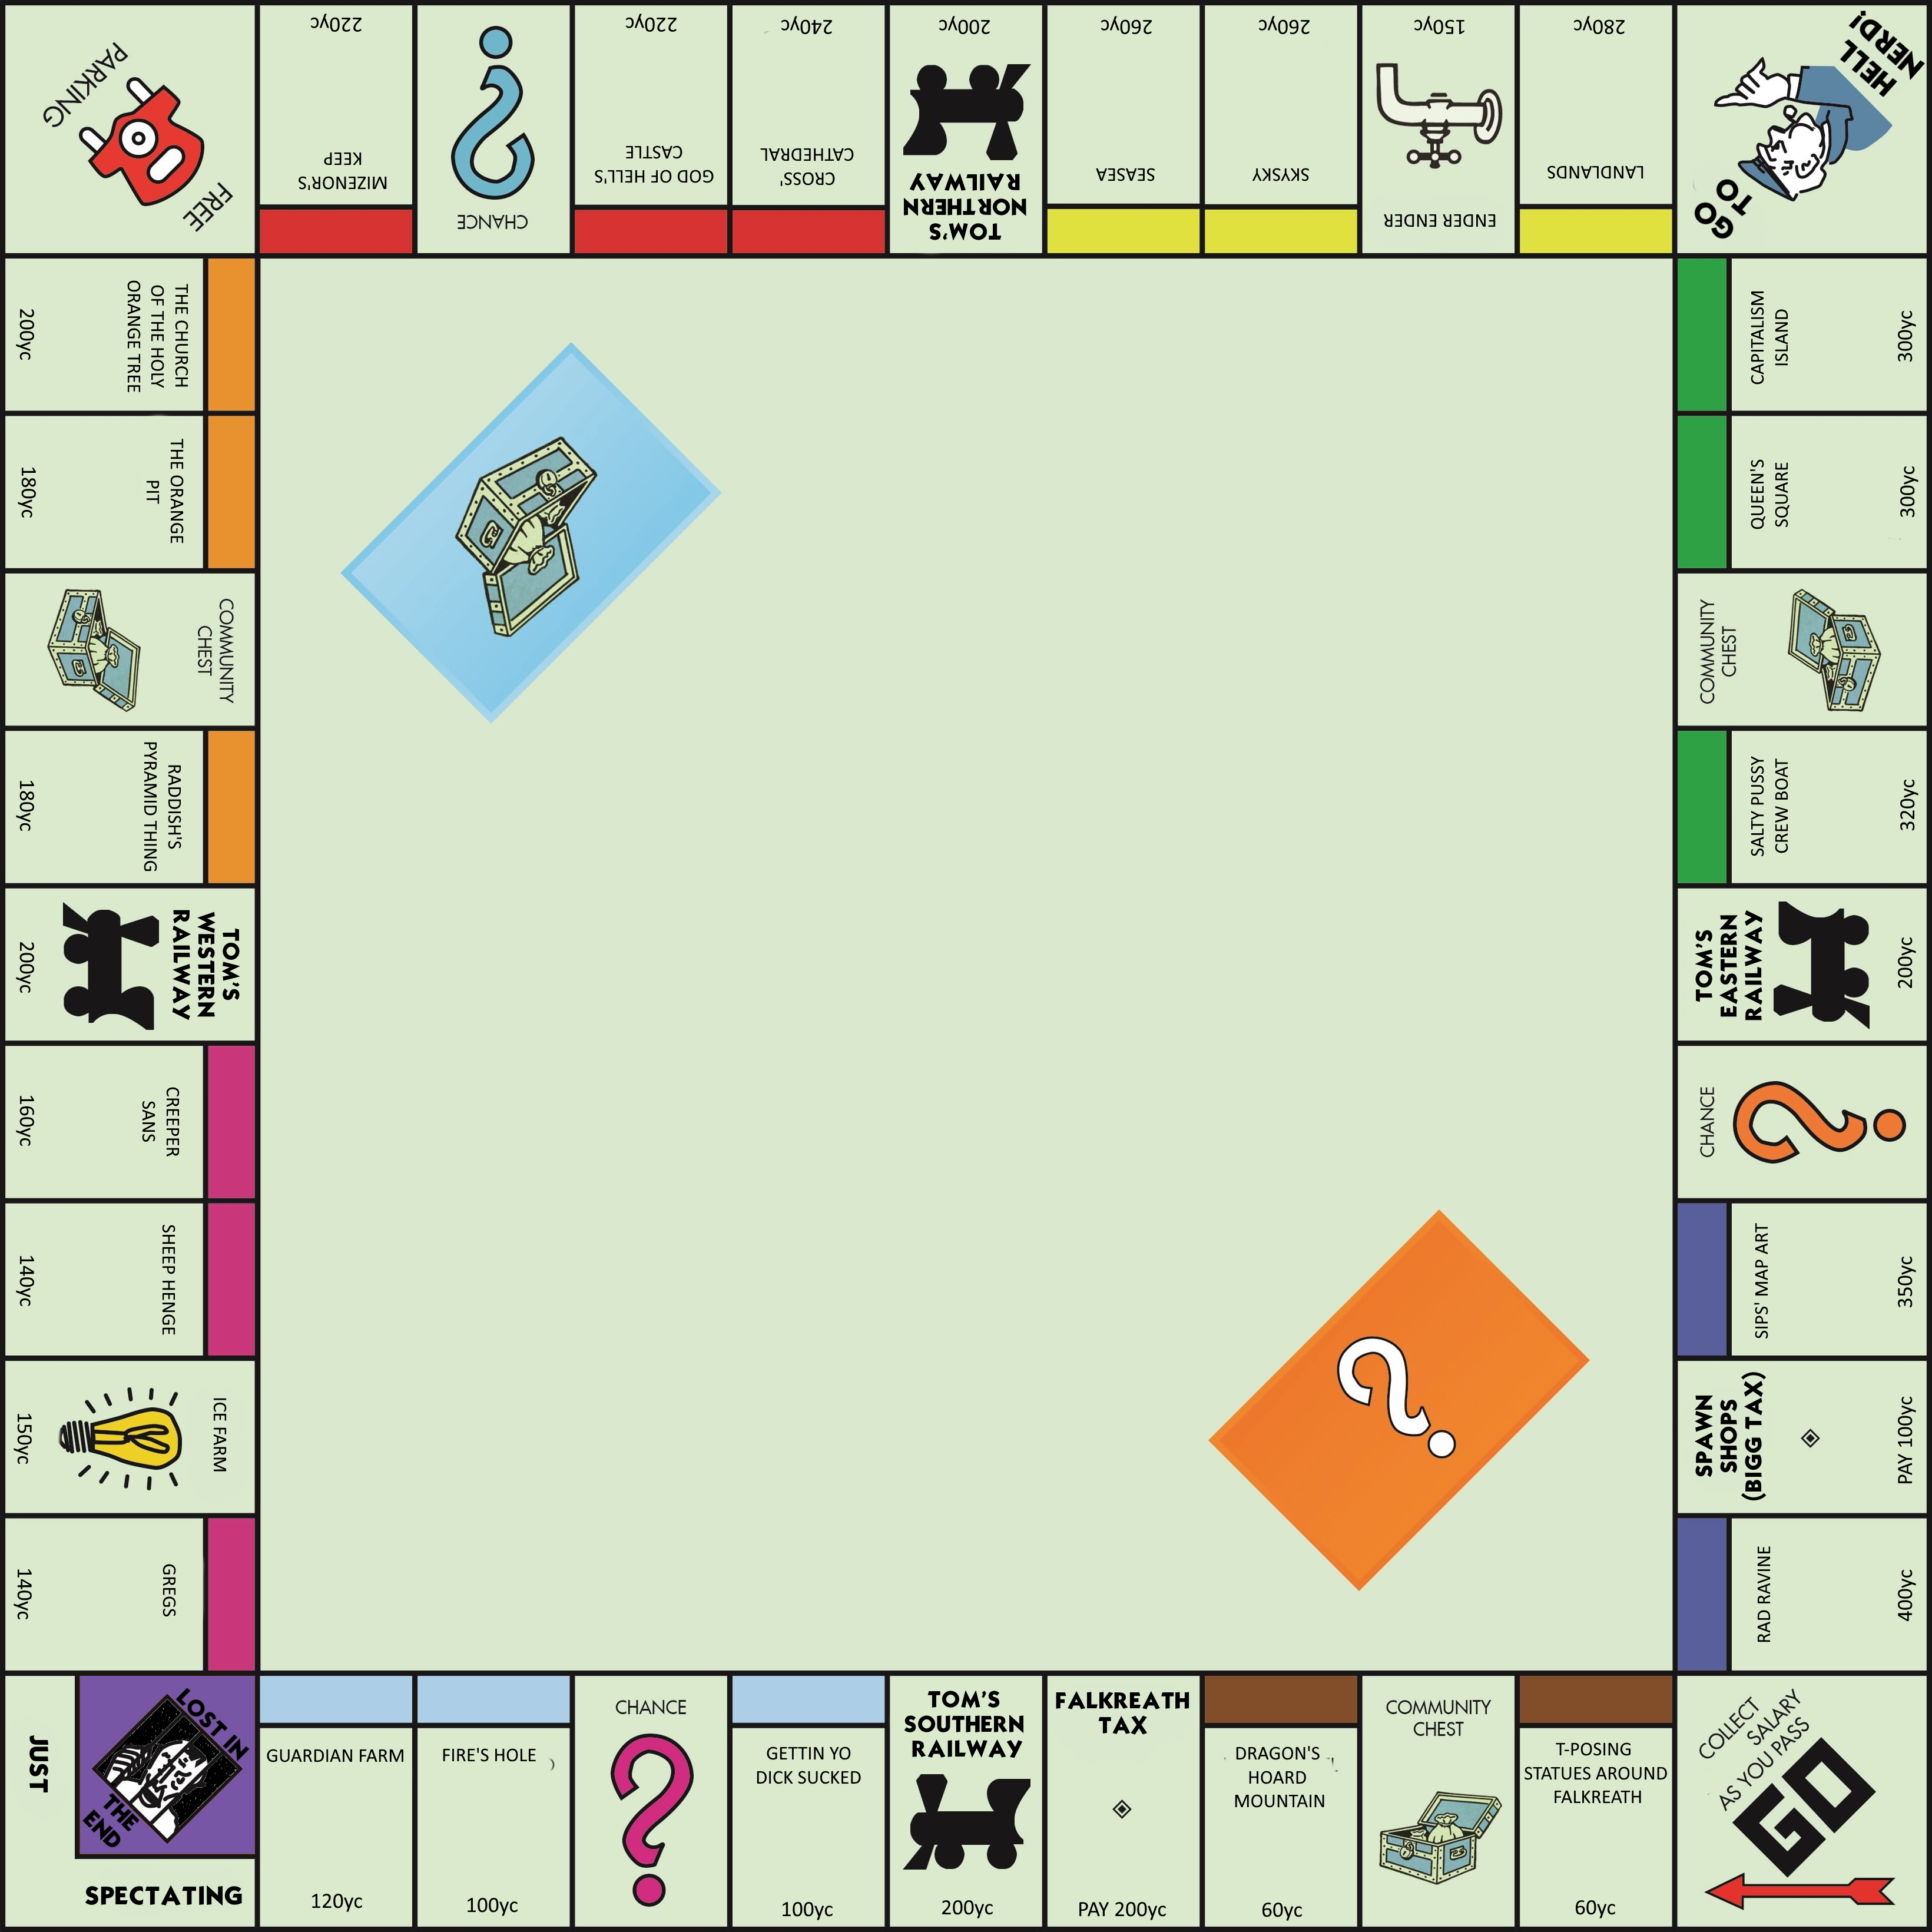 FREE
PARKING
MIZENOR'S
KEEP
220yc
CHANCE
GOD OF HELL'S
CASTLE
220yc
CROSS'
CATHEDRAL
240yc
TOM'S
NORTHERN
RAILWAY
200yc
SEASEA
260yc
SKYSKY
260yc
ENDER ENDER
150yc
LANDLANDS
280yc
GO
TO
HELL
NERD!
CAPITALISM
ISLAND
300yc
QUEEN'S
SQUARE
300yc
COMMUNITY
CHEST
SALTY PUSSY
CREW BOAT
320yc
TOM'S
EASTERN
RAILWAY
200yc
CHANCE
SIPS' MAP ART
350yc
SPAWN
SHOPS
(BIGG TAX)
PAY 100yc
RAD RAVINE
400yc
COLLECT
SALARY
AS YOU PASS
GO
T-POSING
STATUES AROUND
FALKREATH
60yc
COMMUNITY
CHEST
DRAGON'S
HOARD
MOUNTAIN
60yc
FALKREATH
TAX
PAY 200yc
TOM'S
SOUTHERN
RAILWAY
200yc
GETTIN YO
DICK SUCKED
100yc
CHANCE
?
FIRE'S HOLE
100yc
GUARDIAN FARM
120yc
LOST IN
THE
END
JUST
SPECTATING
GREGS
140yc
ICE FARM
150yc
SHEEP HENGE
140yc
CREEPER
SANS
160yc
TOM'S
WESTERN
RAILWAY
200yc
RADDISH'S
PYRAMID THING
180yc
COMMUNITY
CHEST
THE ORANGE
PIT
180yc
THE CHURCH
OF THE HOLY
ORANGE TREE
200yc
?